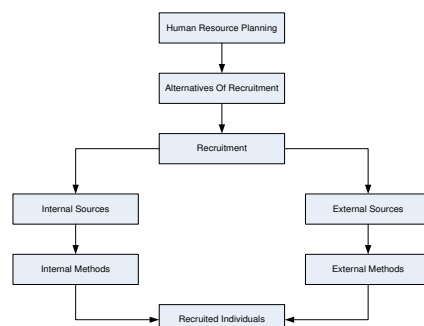 Human Resource Planning
Alternatives Of Recruitment
Recruitment
Internal Sources
External Sources
Internal Methods
External Methods
Recruited Individuals